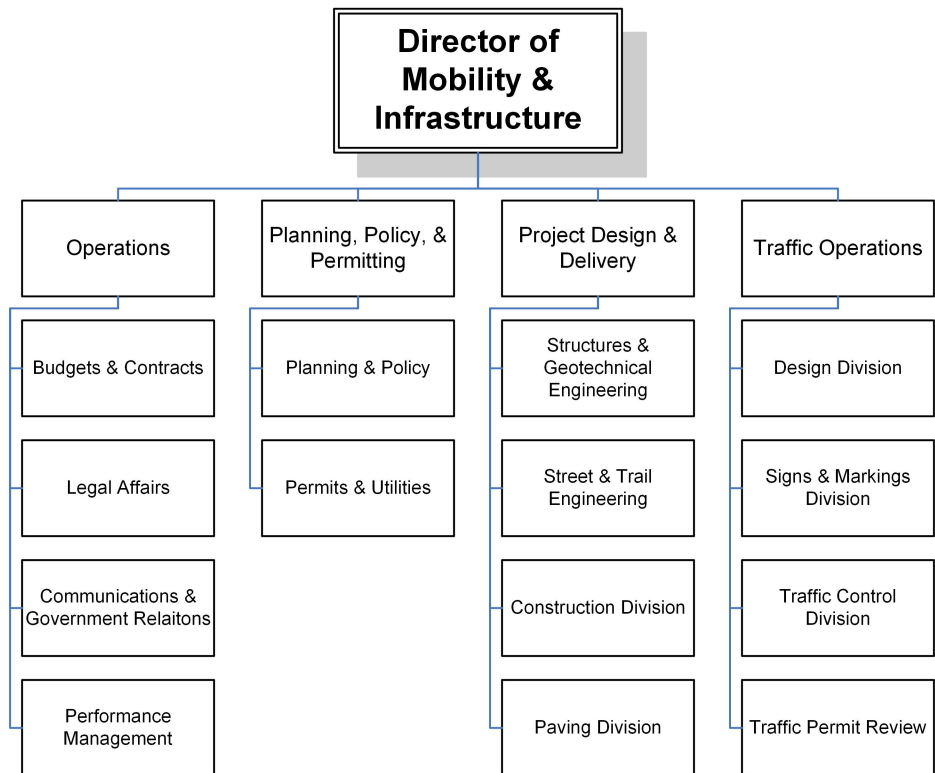 Director of
Mobility &
Infrastructure
Operations
Planning, Policy, &
Permitting
Project Design &
Delivery
Traffic Operations
Budgets & Contracts
Planning & Policy
Structures &
Geotechnical
Engineering
Design Division
Legal Affairs
Permits & Utilities
Street & Trail
Engineering
Signs & Markings
Division
Communications &
Government Relaitons
Construction Division
Traffic Control
Division
Performance
Management
Paving Division
Traffic Permit Review